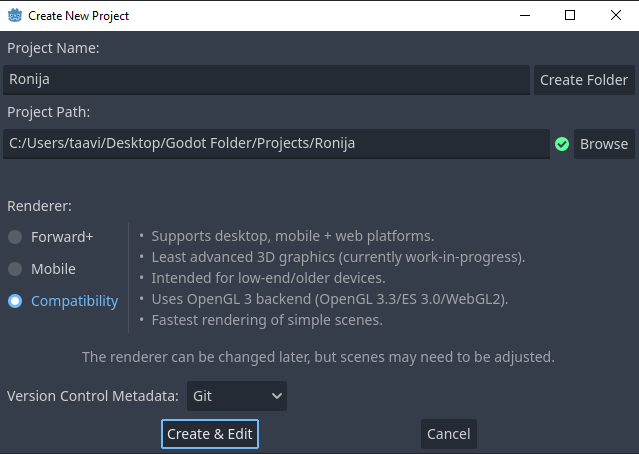 Create New Project
Project Name:
Ronija
Create Folder
Project Path:
C:/Users/taavi/Desktop/Godot Folder/Projects/Ronija
Browse
Renderer:
Forward+
Mobile
Compatibility
• Supports desktop, mobile + web platforms.
• Least advanced 3D graphics (currently work-in-progress).
• Intended for low-end/older devices.
• Uses OpenGL 3 backend (OpenGL 3.3/ES 3.0/WebGL2).
• Fastest rendering of simple scenes.
The renderer can be changed later, but scenes may need to be adjusted.
Version Control Metadata: Git
Create & Edit
Cancel